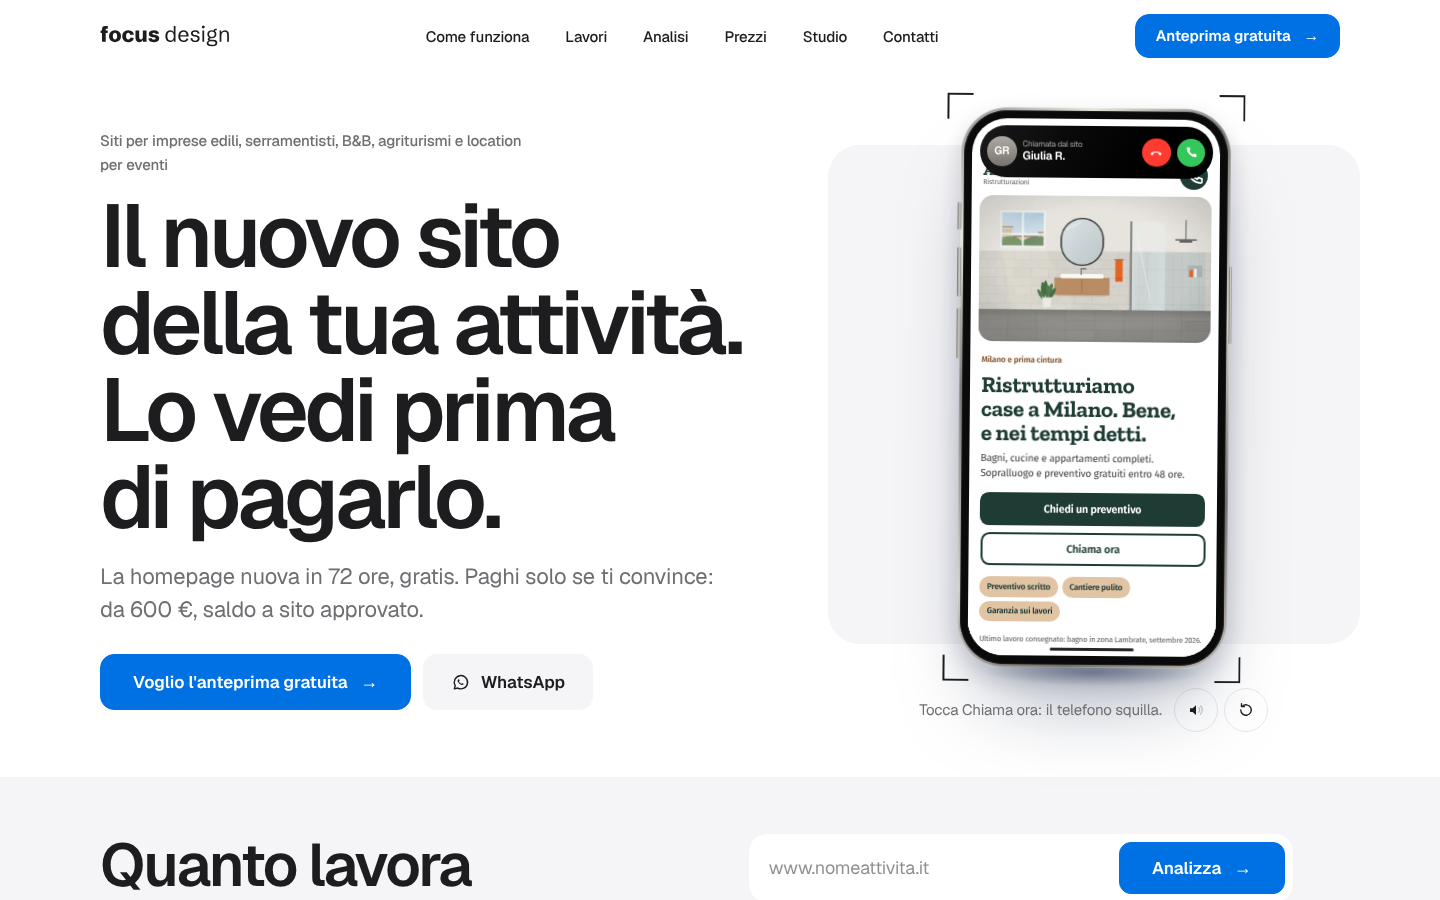 focus design
Come funziona
Lavori
Analisi
Prezzi
Studio
Contatti
Anteprima gratuita →
Siti per imprese edili, serramentisti, B&B, agriturismi e location
per eventi
Il nuovo sito
della tua attività.
Lo vedi prima
di pagarlo.
La homepage nuova in 72 ore, gratis. Paghi solo se ti convince:
da 600 €, saldo a sito approvato.
Voglio l'anteprima gratuita →
WhatsApp
GR
Chiamata dal sito
Giulia R.
Ristrutturazioni
Milano e prima cintura
Ristrutturiamo
case a Milano. Bene,
e nei tempi detti.
Bagni, cucine e appartamenti completi.
Sopralluogo e preventivo gratuiti entro 48 ore.
Chiedi un preventivo
Chiama ora
Preventivo scritto
Cantiere pulito
Garanzia sui lavori
Ultimo lavoro consegnato: bagno in zona Lambrate, settembre 2026.
Tocca Chiama ora: il telefono squilla.
Quanto lavora
www.nomeattivita.it
Analizza →